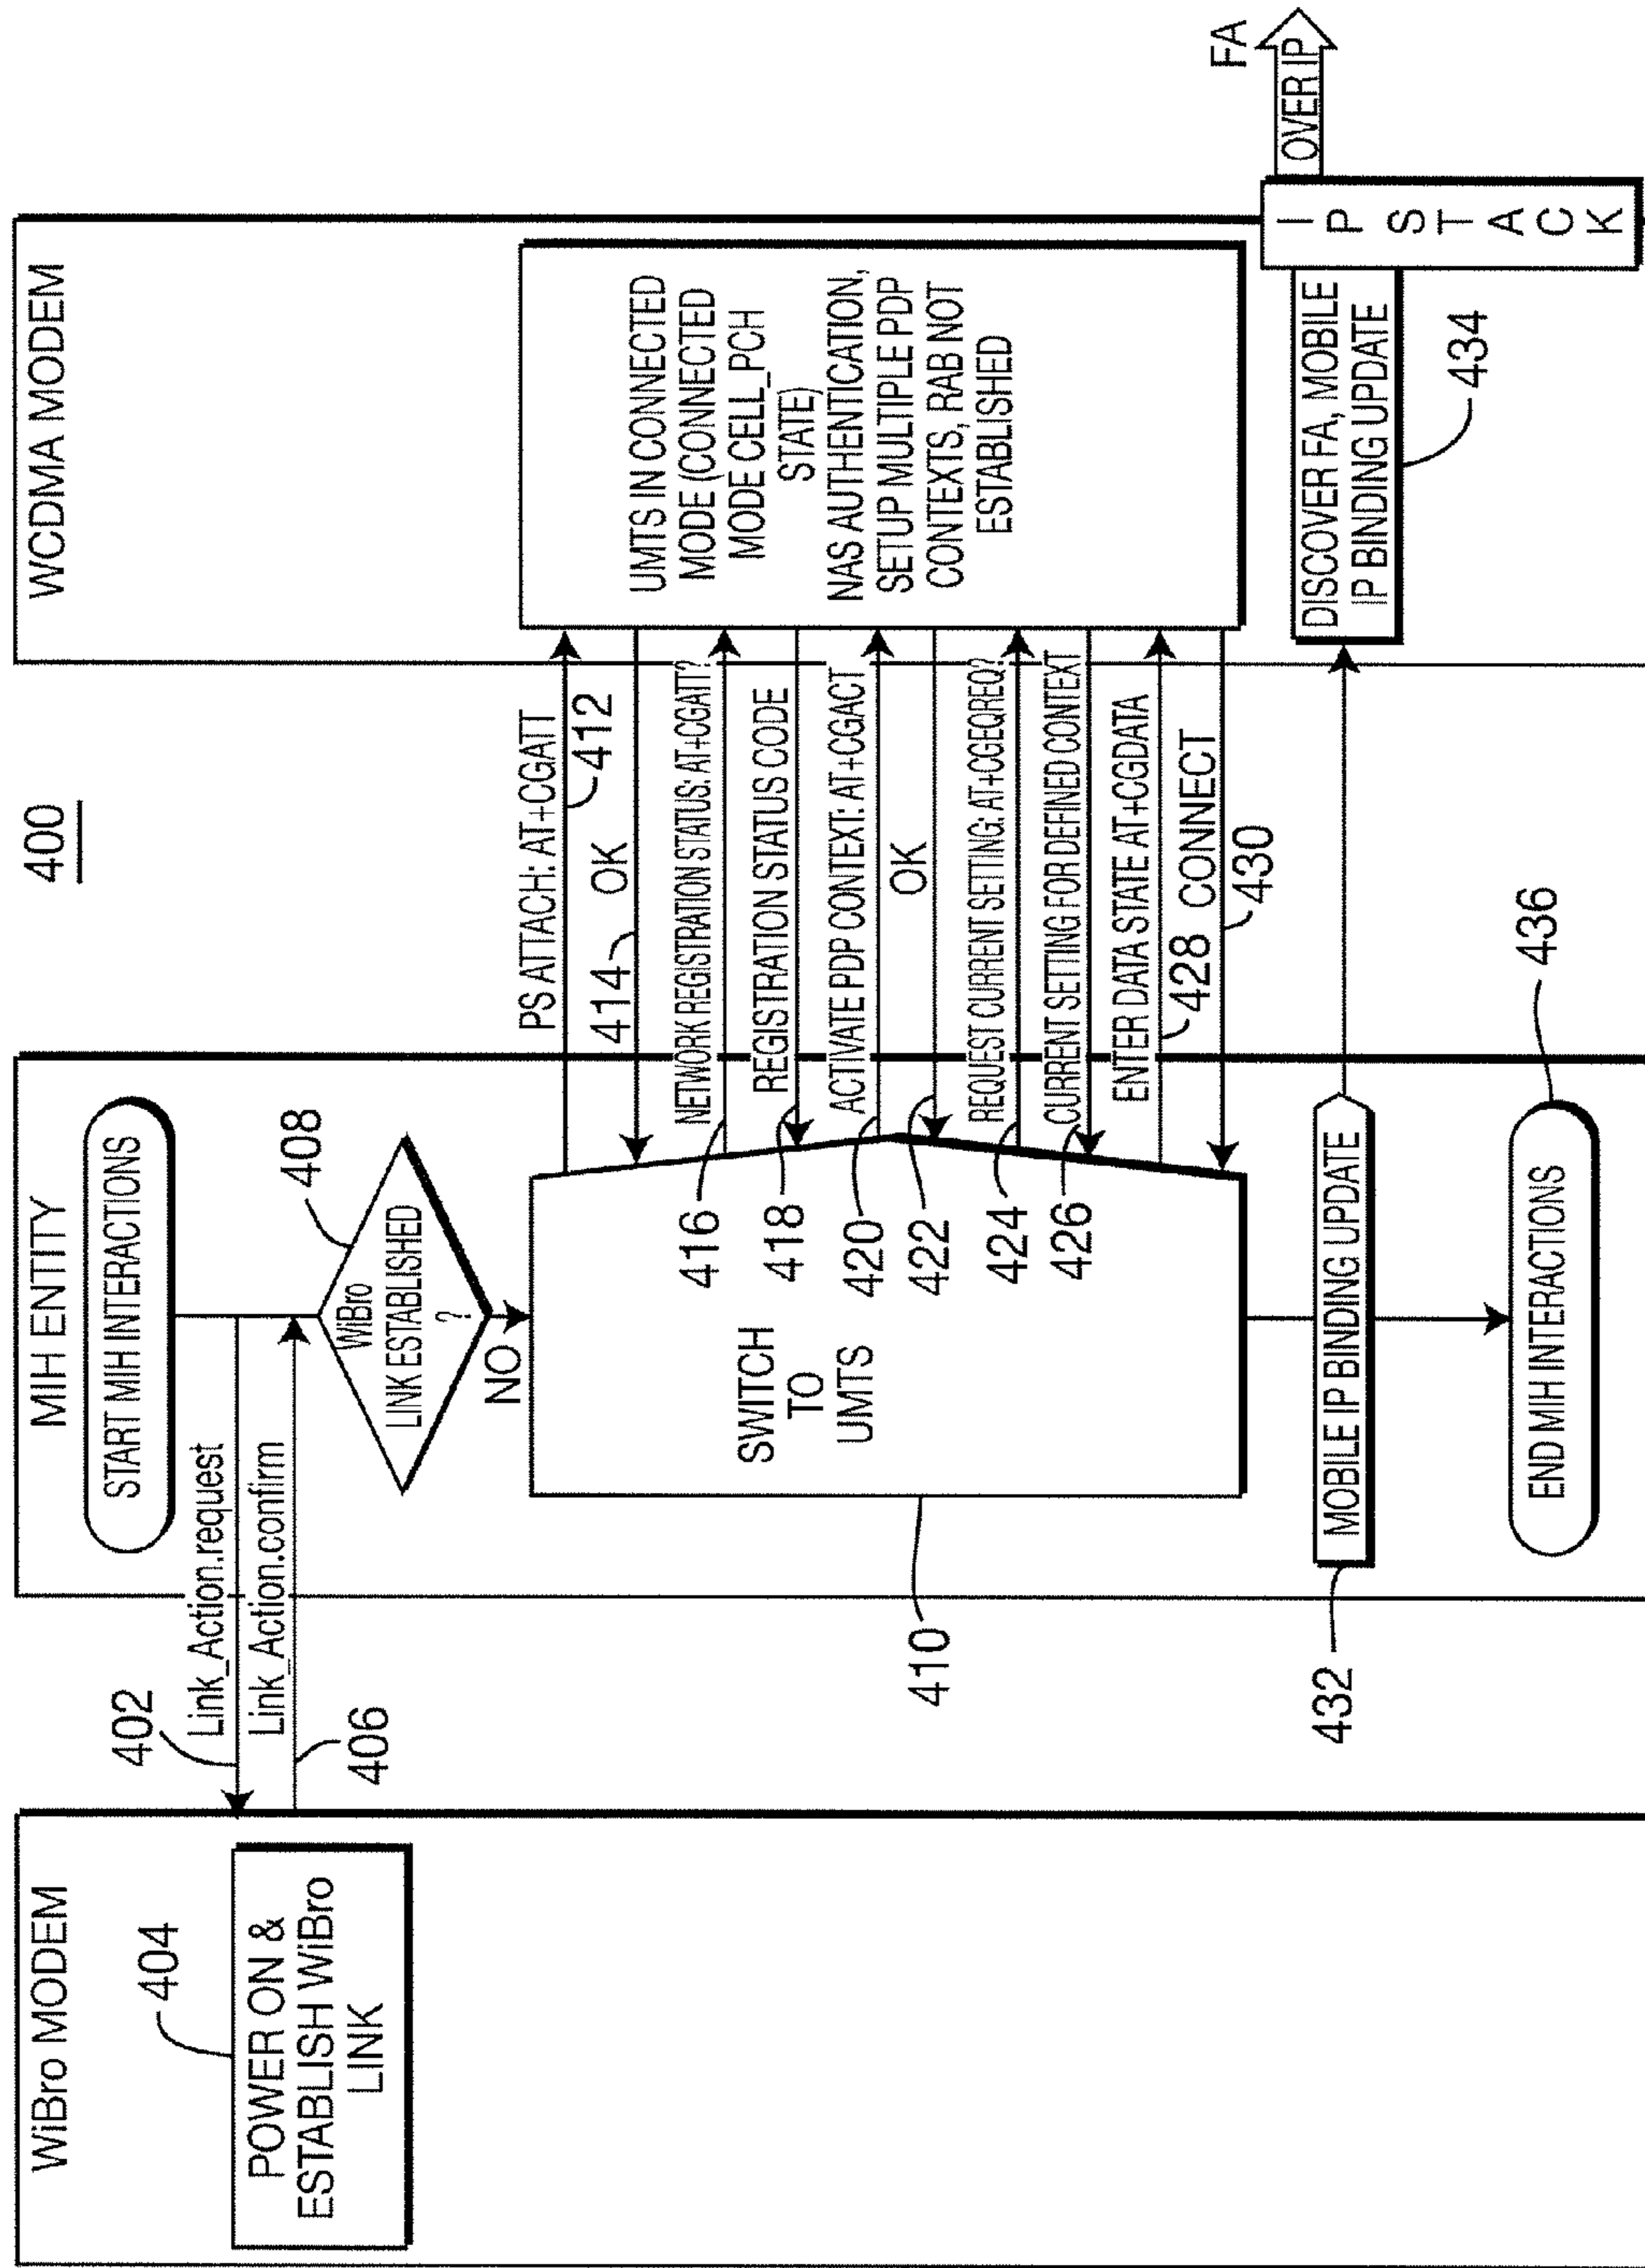 400
WiBro MODEM
404
POWER ON &
ESTABLISH WiBro
LINK
402
Link_Action.request
Link_Action.confirm
406
MIH ENTITY
START MIH INTERACTIONS
408
WiBro
LINK ESTABLISHED
?
NO
SWITCH
TO
UMTS
410
PS ATTACH: AT+CGATT
412
414
OK
NETWORK REGISTRATION STATUS: AT+CGATT?
416
REGISTRATION STATUS CODE
418
ACTIVATE PDP CONTEXT: AT+CGACT
420
OK
422
REQUEST CURRENT SETTING: AT+CGEQREQ?
424
CURRENT SETTING FOR DEFINED CONTEXT
426
ENTER DATA STATE AT+CGDATA
428
CONNECT
430
MOBILE IP BINDING UPDATE
432
END MIH INTERACTIONS
436
WCDMA MODEM
UMTS IN CONNECTED
MODE (CONNECTED
MODE CELL_PCH
STATE)
NAS AUTHENTICATION,
SETUP MULTIPLE PDP
CONTEXTS, RAB NOT
ESTABLISHED
DISCOVER FA, MOBILE
IP BINDING UPDATE
434
IP STACK
OVER IP
FA